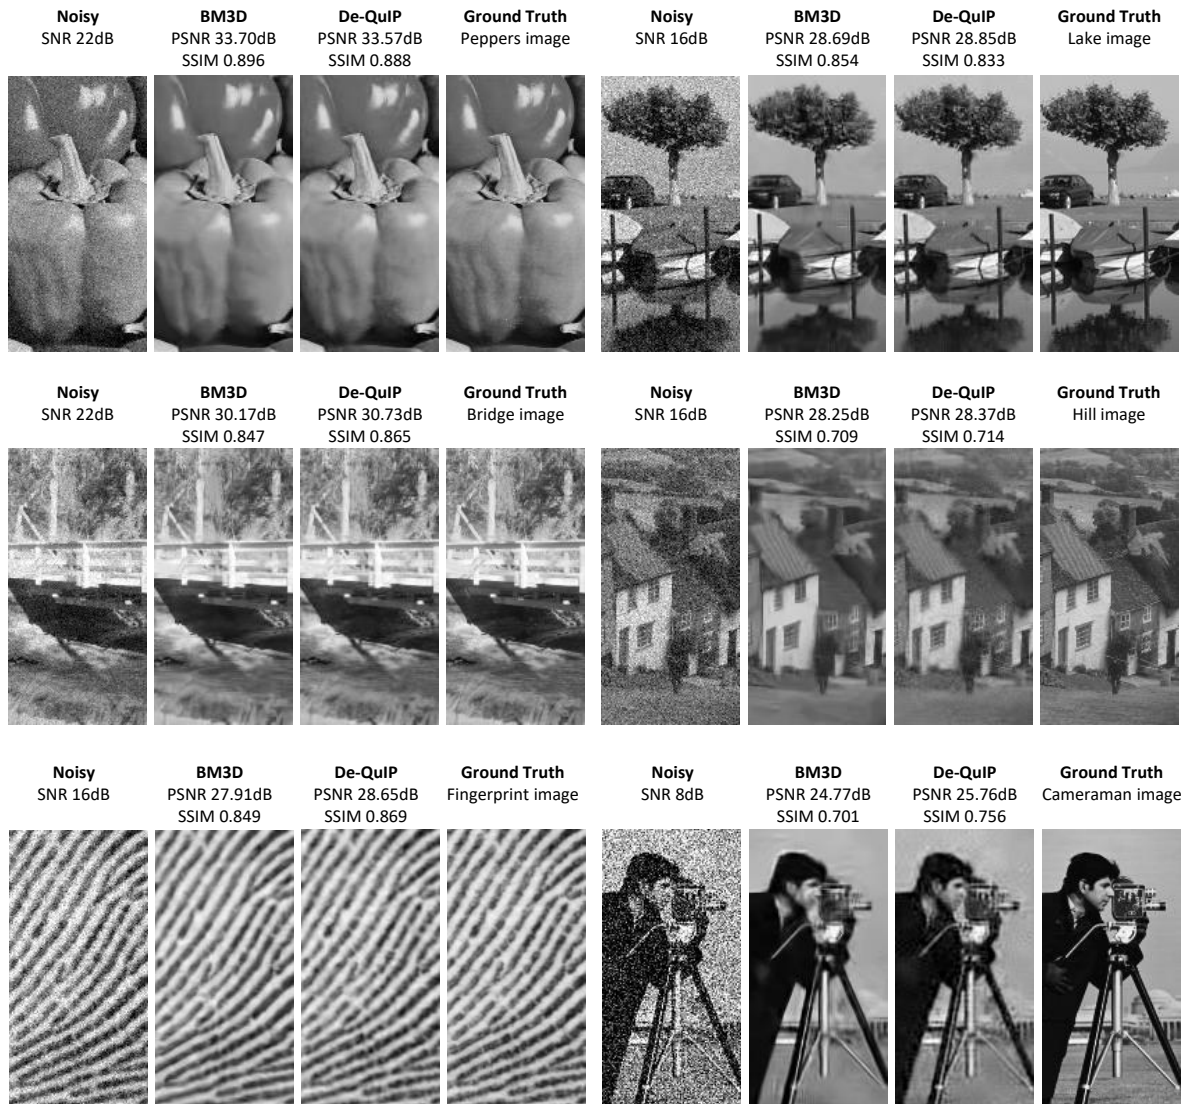 Noisy
SNR 22dB
BM3D
PSNR 33.70dB
SSIM 0.896
De-QuIP
PSNR 33.57dB
SSIM 0.888
Ground Truth
Peppers image
Noisy
SNR 16dB
BM3D
PSNR 28.69dB
SSIM 0.854
De-QuIP
PSNR 28.85dB
SSIM 0.833
Ground Truth
Lake image
Noisy
SNR 22dB
BM3D
PSNR 30.17dB
SSIM 0.847
De-QuIP
PSNR 30.73dB
SSIM 0.865
Ground Truth
Bridge image
Noisy
SNR 16dB
BM3D
PSNR 28.25dB
SSIM 0.709
De-QuIP
PSNR 28.37dB
SSIM 0.714
Ground Truth
Hill image
Noisy
SNR 16dB
BM3D
PSNR 27.91dB
SSIM 0.849
De-QuIP
PSNR 28.65dB
SSIM 0.869
Ground Truth
Fingerprint image
Noisy
SNR 8dB
BM3D
PSNR 24.77dB
SSIM 0.701
De-QuIP
PSNR 25.76dB
SSIM 0.756
Ground Truth
Cameraman image